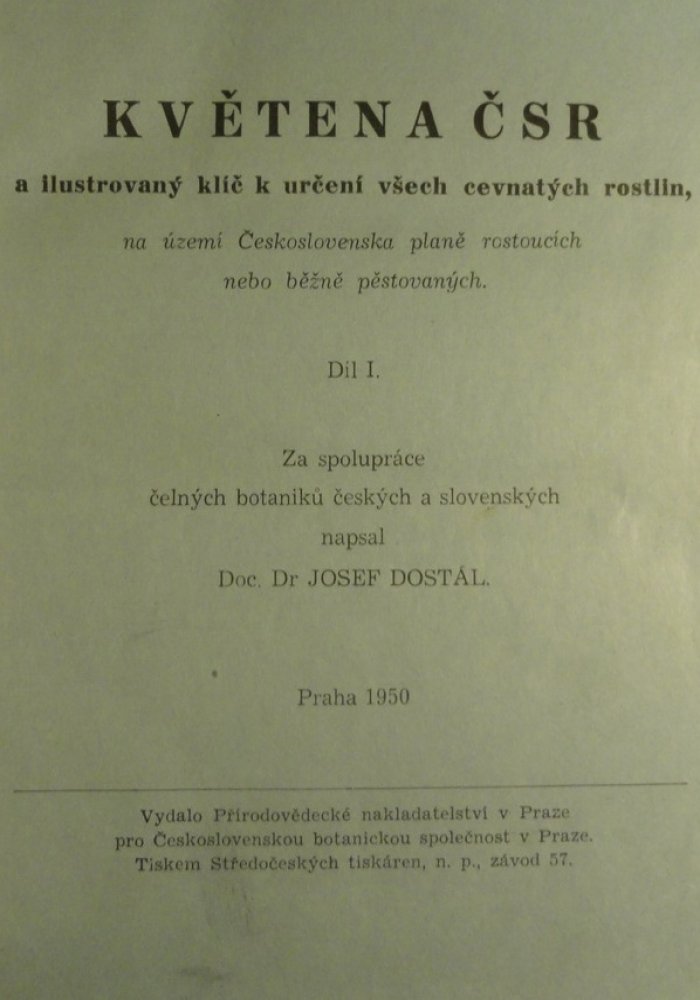 KVĚTENA ČSR
a ilustrovaný klíč k určení všech cevnatých rostlin,
na území Československa planě rostoucích
nebo běžně pěstovaných.
Díl I.
Za spolupráce
čelných botaniků českých a slovenských
napsal
Doc. Dr JOSEF DOSTÁL.
Praha 1950
Vydalo Přírodovědecké nakladatelství v Praze
pro Československou botanickou společnost v Praze.
Tiskem Středočeských tiskáren, n. p., závod 57.